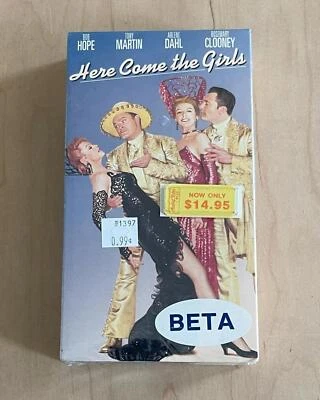 BOB HOPE
TONY MARTIN
ARLENE DAHL
ROSEMARY CLOONEY
Here Come the Girls
NOW ONLY
$14.95
#1397
0.99¢
BETA